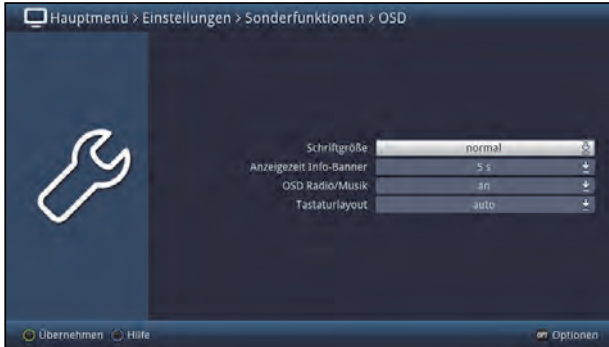 Hauptmenü > Einstellungen > Sonderfunktionen > OSD
Schriftgröße normal
Anzeigezeit Info-Banner 5 s
OSD Radio/Musik an
Tastaturlayout auto
Übernehmen Hilfe OPT Optionen